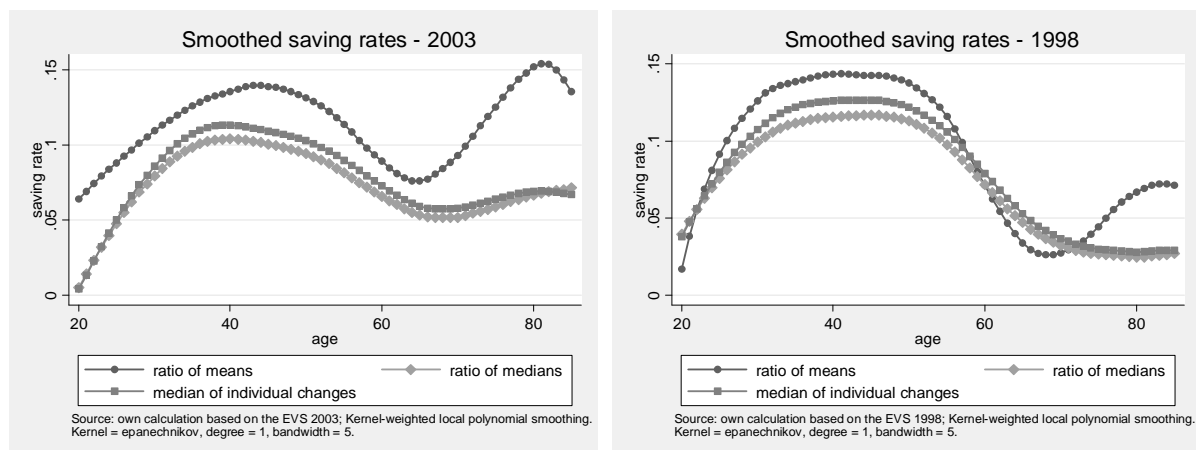 Smoothed saving rates - 2003
saving rate
.15
.1
.05
0
20 40 60 80
age
ratio of means ratio of medians
median of individual changes
Source: own calculation based on the EVS 2003; Kernel-weighted local polynomial smoothing.
Kernel = epanechnikov, degree = 1, bandwidth = 5.
Smoothed saving rates - 1998
saving rate
.15
.1
.05
0
20 40 60 80
age
ratio of means ratio of medians
median of individual changes
Source: own calculation based on the EVS 1998; Kernel-weighted local polynomial smoothing.
Kernel = epanechnikov, degree = 1, bandwidth = 5.